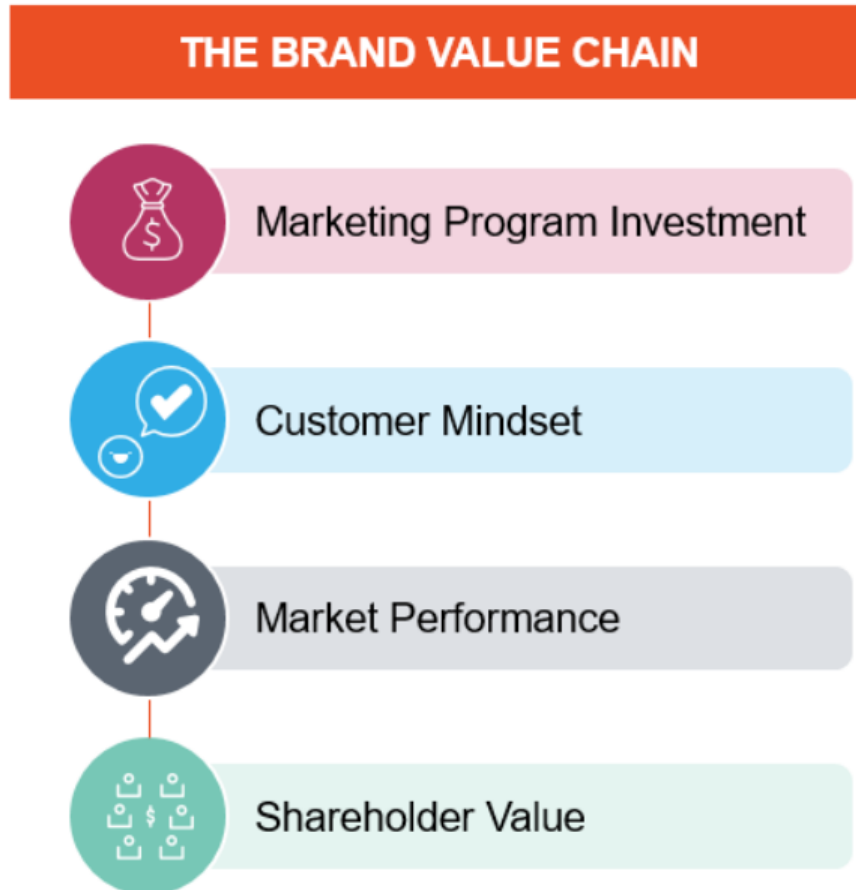 THE BRAND VALUE CHAIN
$
Marketing Program Investment
Customer Mindset
Market Performance
$
Shareholder Value